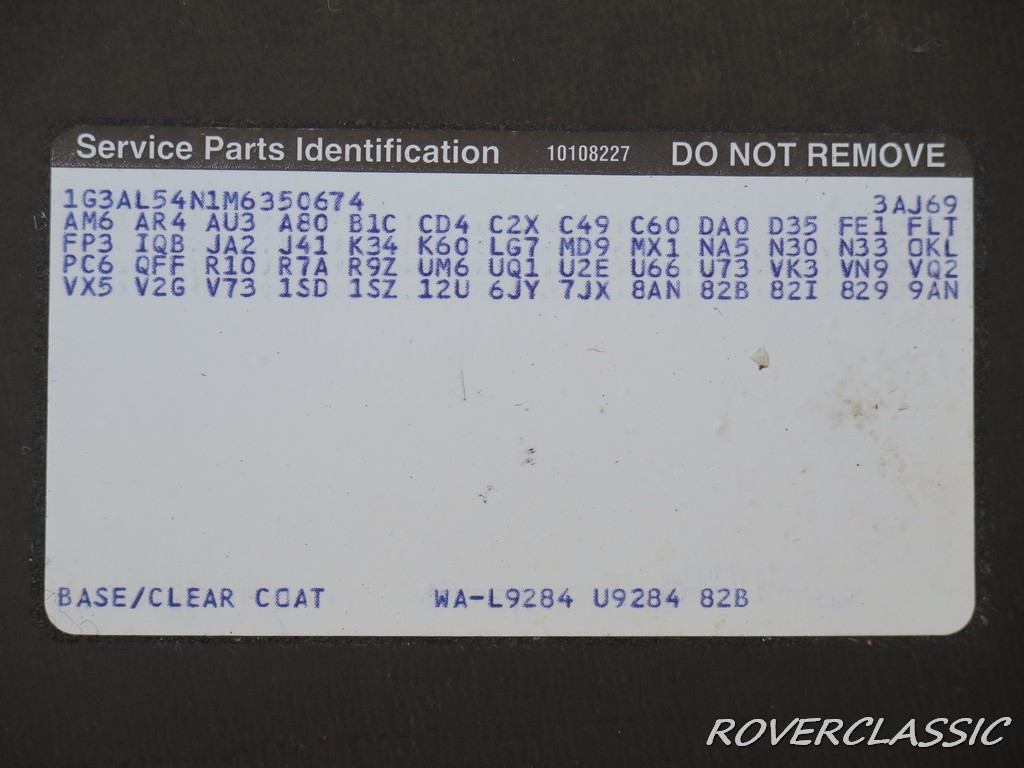 Service Parts Identification 10108227 DO NOT REMOVE
1G3AL54N1M6350674 3AJ69
AM6 AR4 AU3 A80 B1C CD4 C2X C49 C60 DA0 D35 FE1 FLT
FP3 IQB JA2 J41 K34 K60 LG7 MD9 MX1 NA5 N30 N33 OKL
PC6 QFF R10 R7A R9Z UM6 UQ1 U2E U66 U73 VK3 VN9 VQ2
VX5 V2G V73 1SD 1SZ 12U 6JY 7JX 8AN 82B 82I 829 9AN
BASE/CLEAR COAT WA-L9284 U9284 82B
ROVERCLASSIC